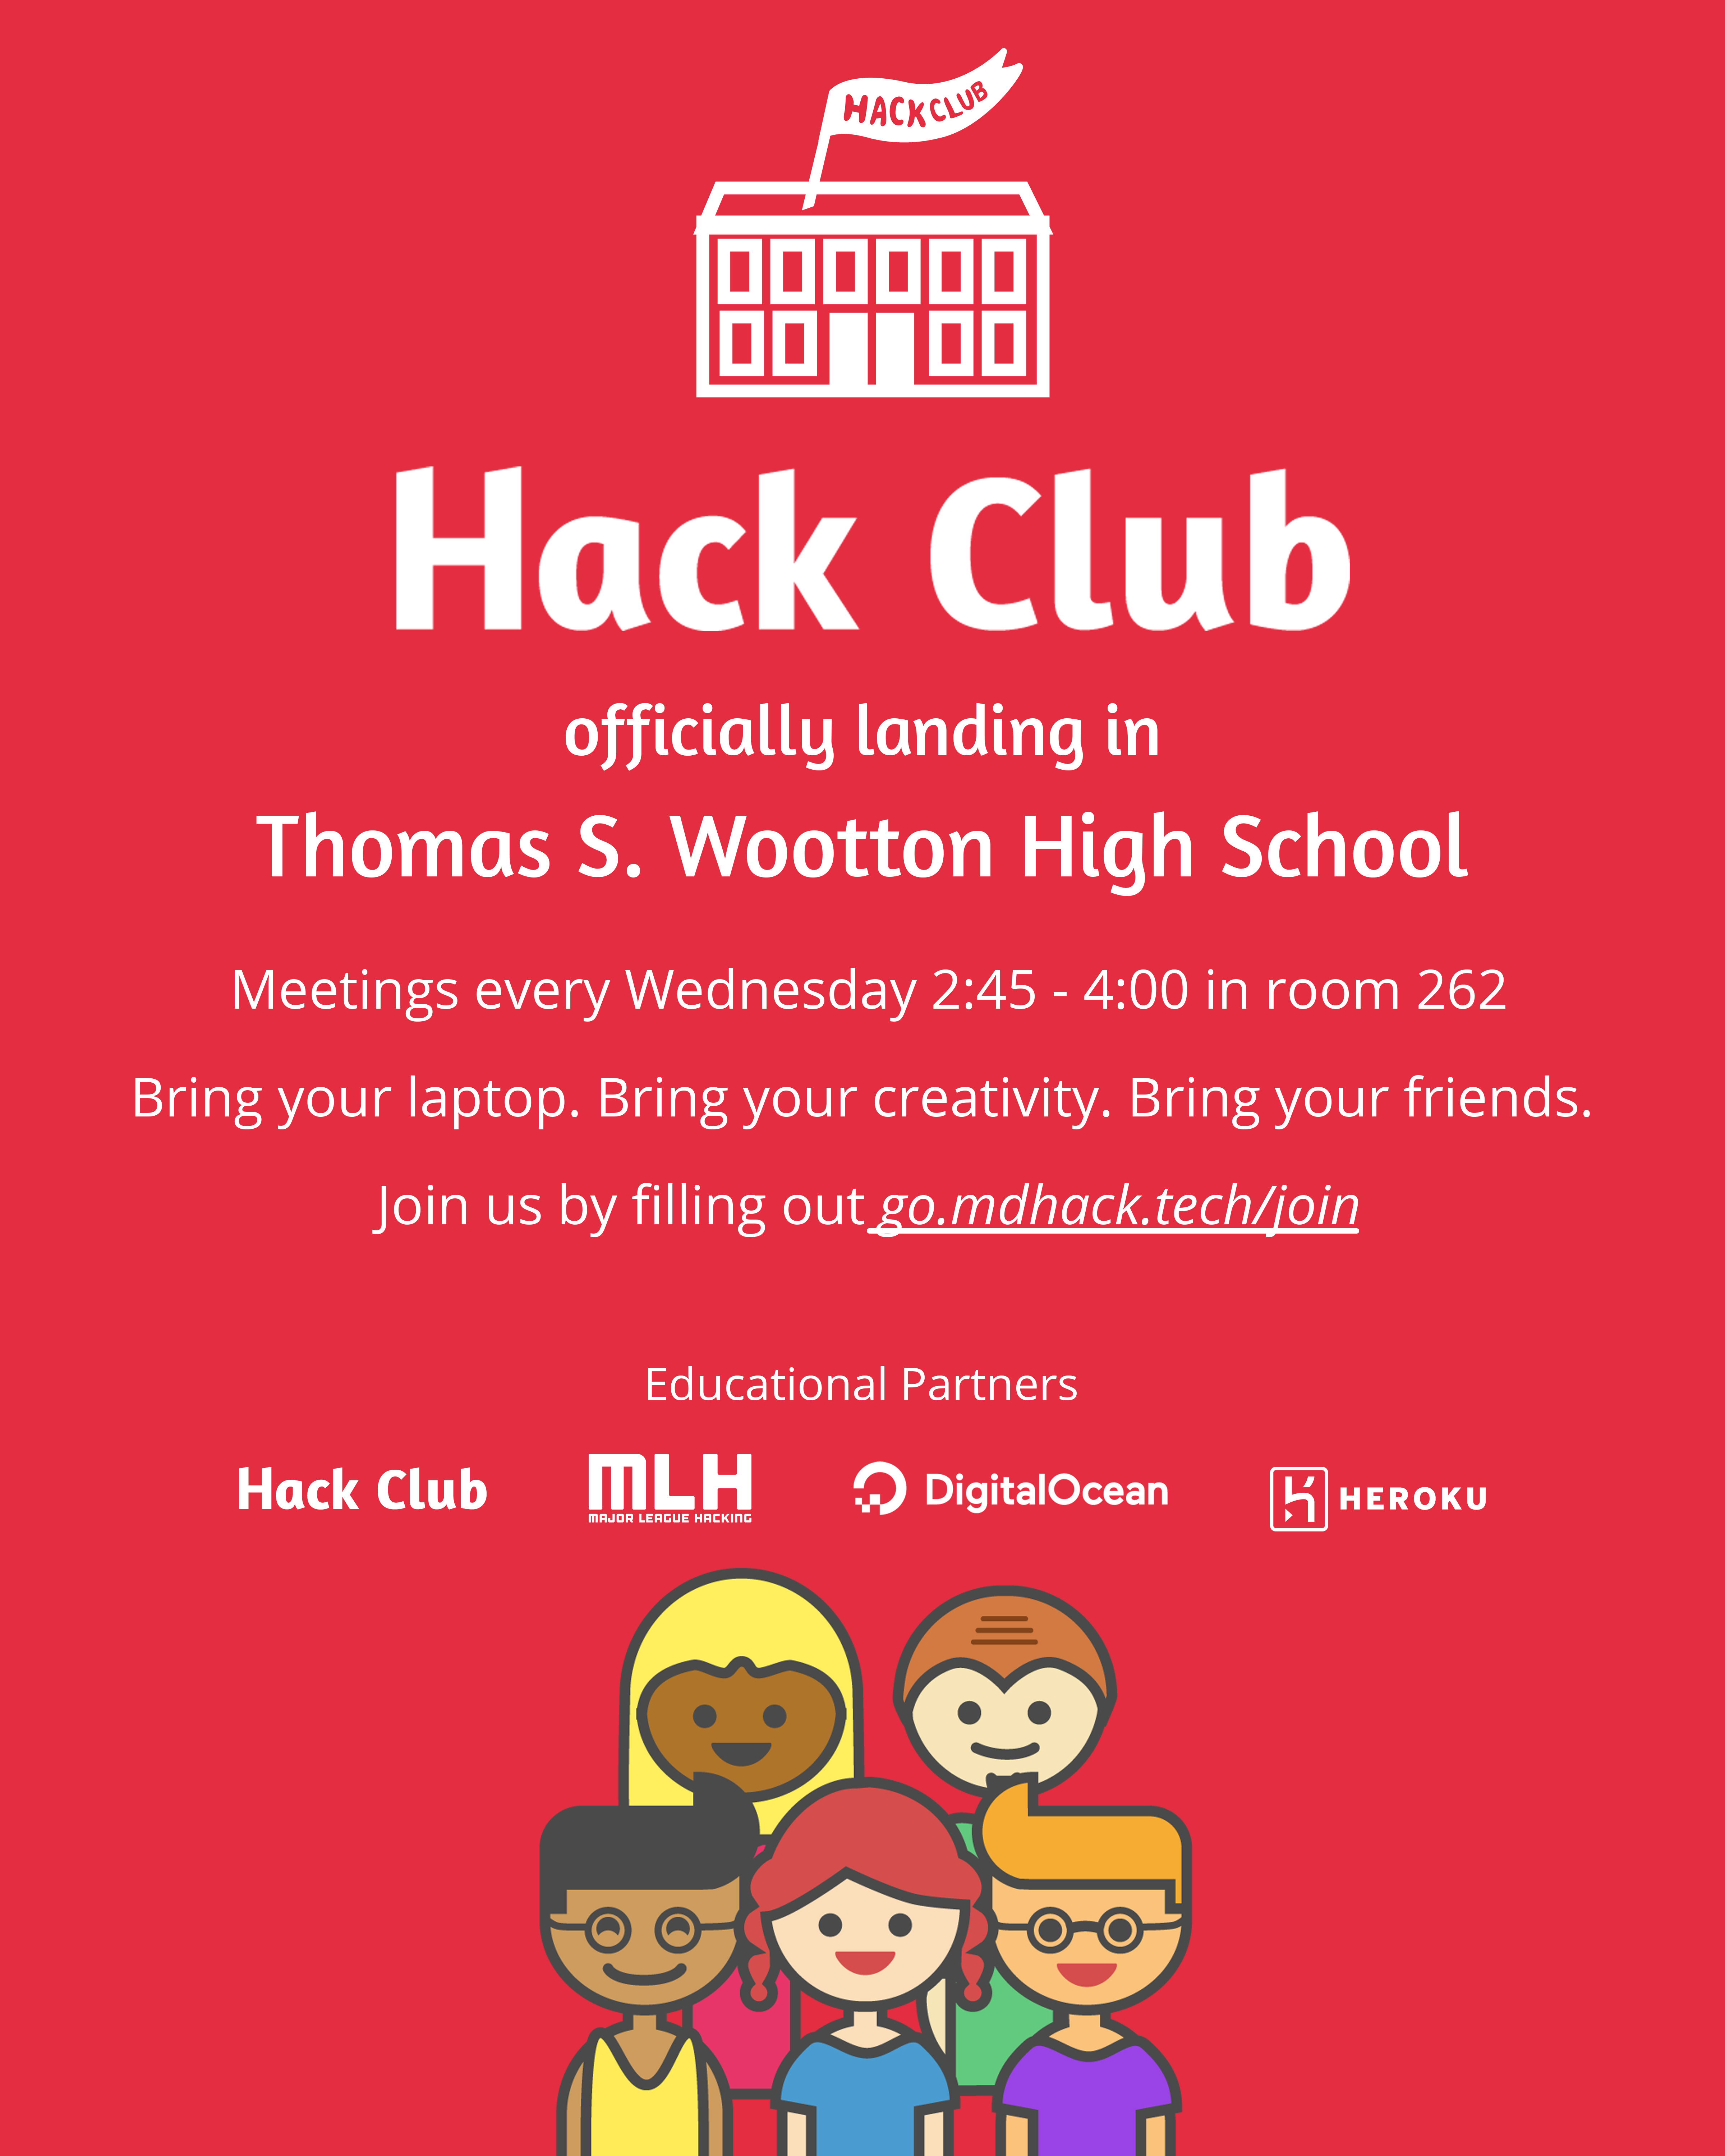 HACK CLUB
Hack Club
officially landing in
Thomas S. Wootton High School
Meetings every Wednesday 2:45 - 4:00 in room 262
Bring your laptop. Bring your creativity. Bring your friends.
Join us by filling out go.mdhack.tech/join
Educational Partners
Hack Club
MLH
MAJOR LEAGUE HACKING
DigitalOcean
HEROKU